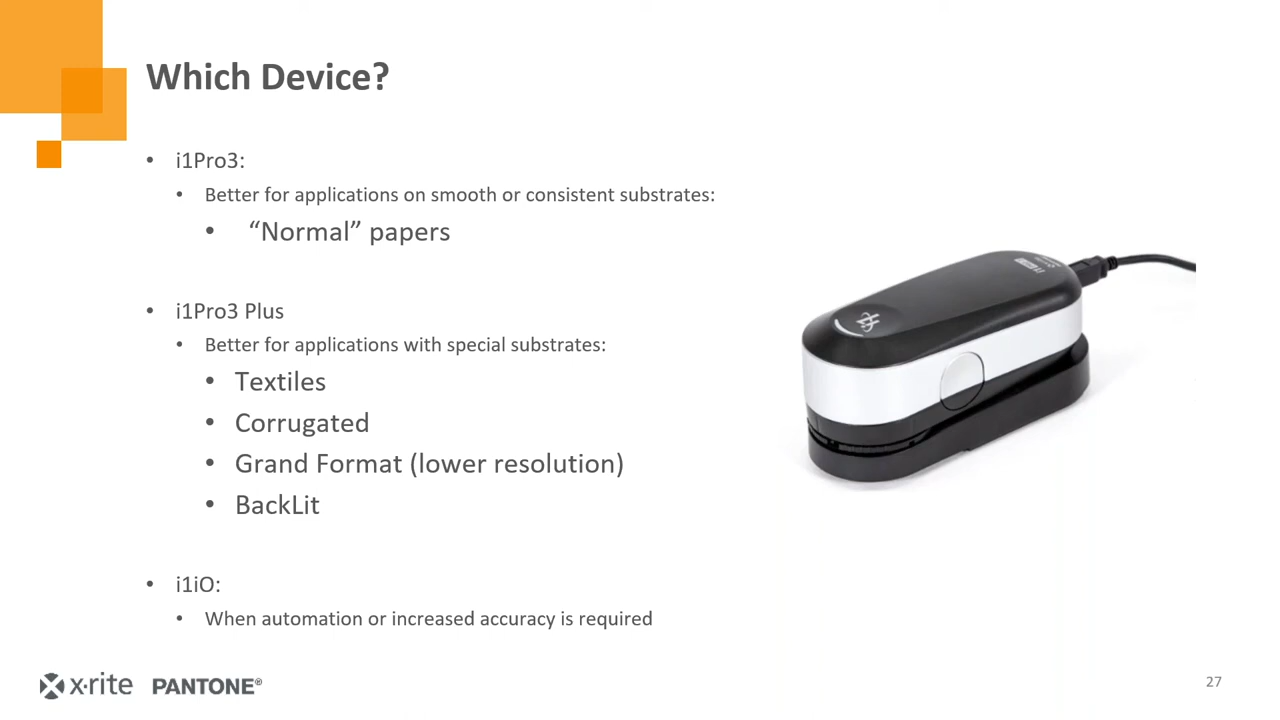 Which Device?
• i1Pro3:
• Better for applications on smooth or consistent substrates:
• “Normal” papers
• i1Pro3 Plus
• Better for applications with special substrates:
• Textiles
• Corrugated
• Grand Format (lower resolution)
• BackLit
• i1iO:
• When automation or increased accuracy is required
x·rite PANTONE®
27